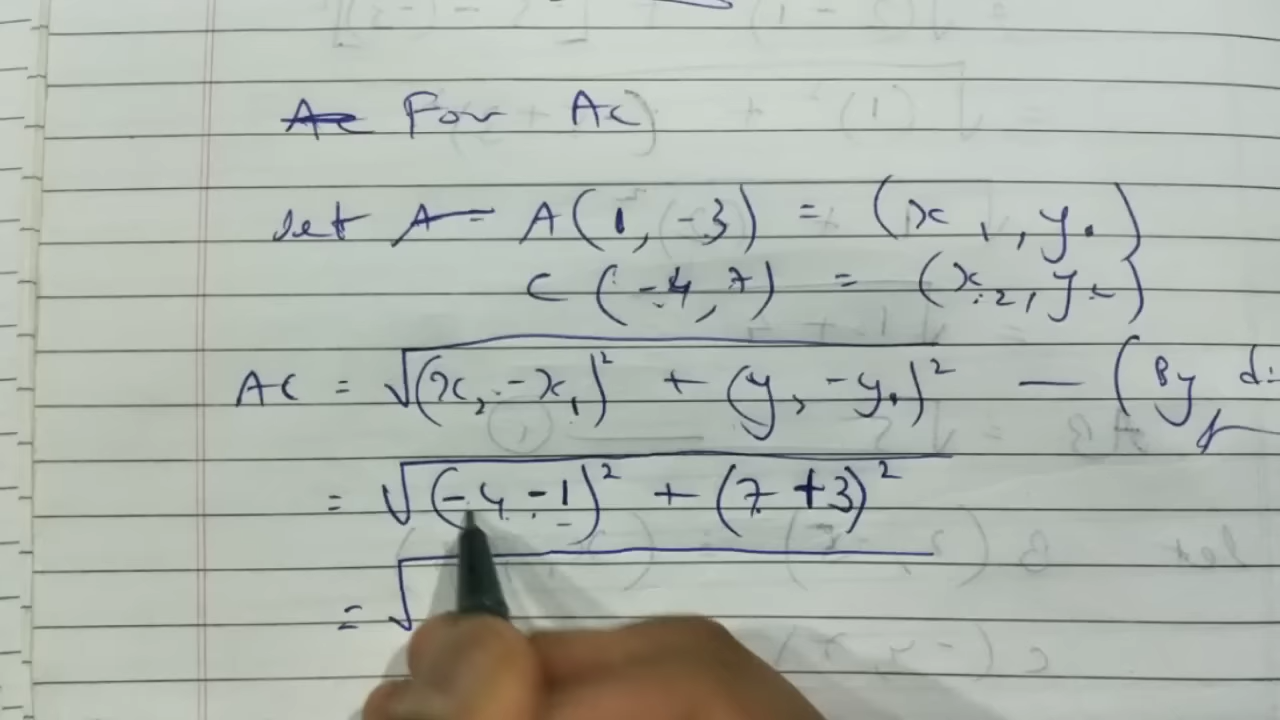 For AC
let A(1, -3) = (x₁, y₁)
C (-4, 7) = (x₂, y₂)
AC = √(x₂ - x₁)² + (y₂ - y₁)² — (By
= √(-4 - 1)² + (7 + 3)²
= √